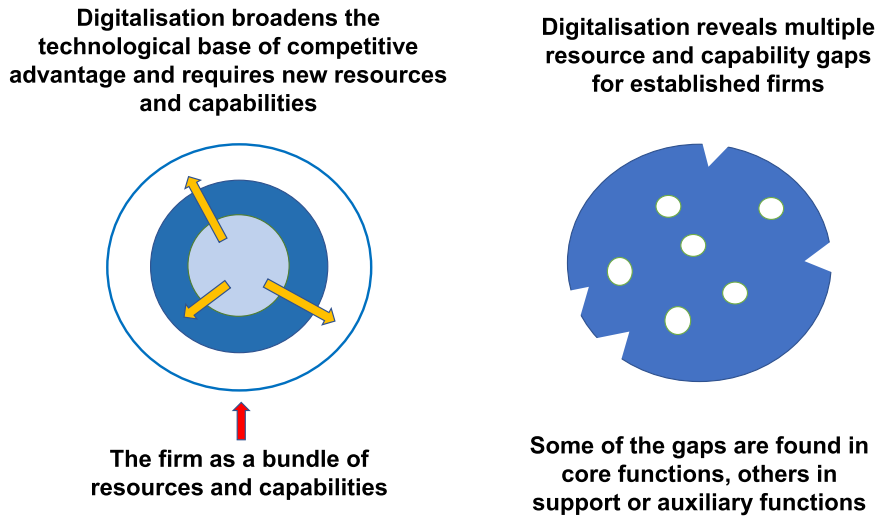 Digitalisation broadens the
technological base of competitive
advantage and requires new resources
and capabilities
The firm as a bundle of
resources and capabilities
Digitalisation reveals multiple
resource and capability gaps
for established firms
Some of the gaps are found in
core functions, others in
support or auxiliary functions